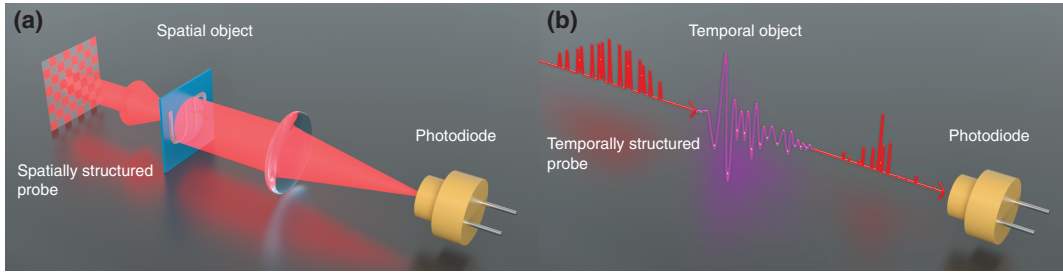 (a)
Spatial object
Spatially structured
probe
Photodiode
(b)
Temporal object
Temporally structured
probe
Photodiode